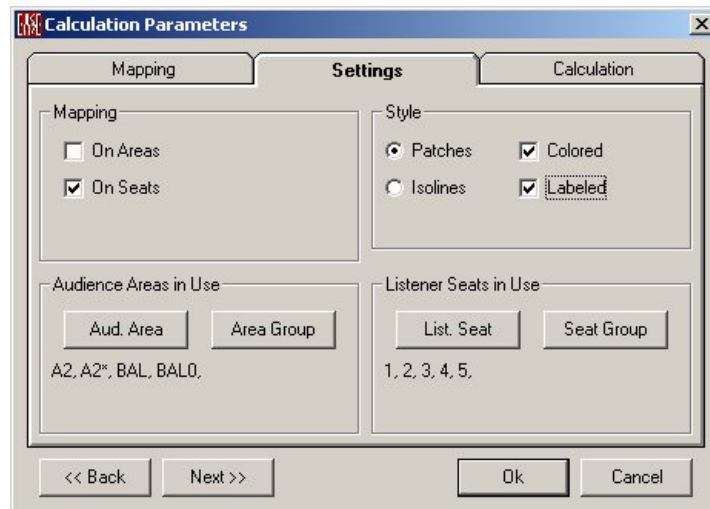 EASE Calculation Parameters
Mapping
Settings
Calculation
Mapping
On Areas
On Seats
Style
Patches
Colored
Isolines
Labeled
Audience Areas in Use
Aud. Area
Area Group
A2, A2*, BAL, BAL0,
Listener Seats in Use
List. Seat
Seat Group
1, 2, 3, 4, 5,
<< Back
Next >>
Ok
Cancel